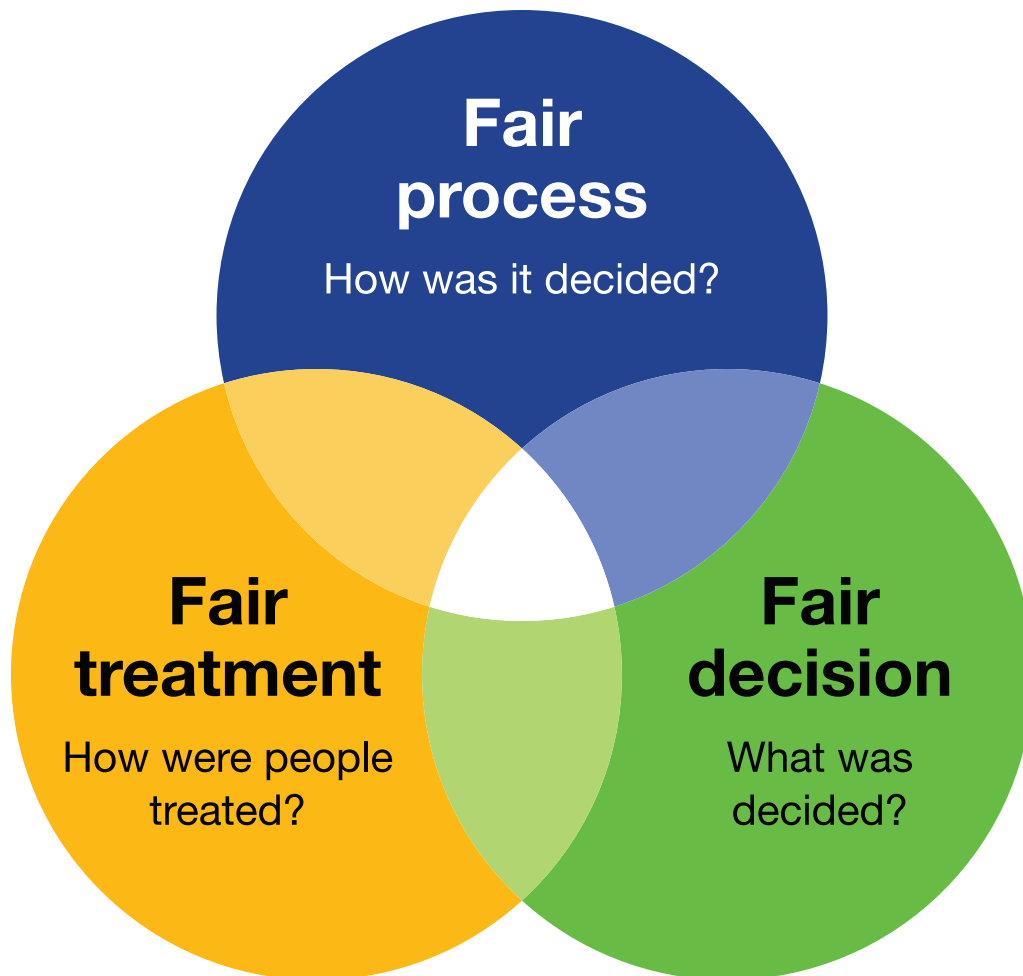 Fair
process
How was it decided?
Fair
treatment
How were people
treated?
Fair
decision
What was
decided?